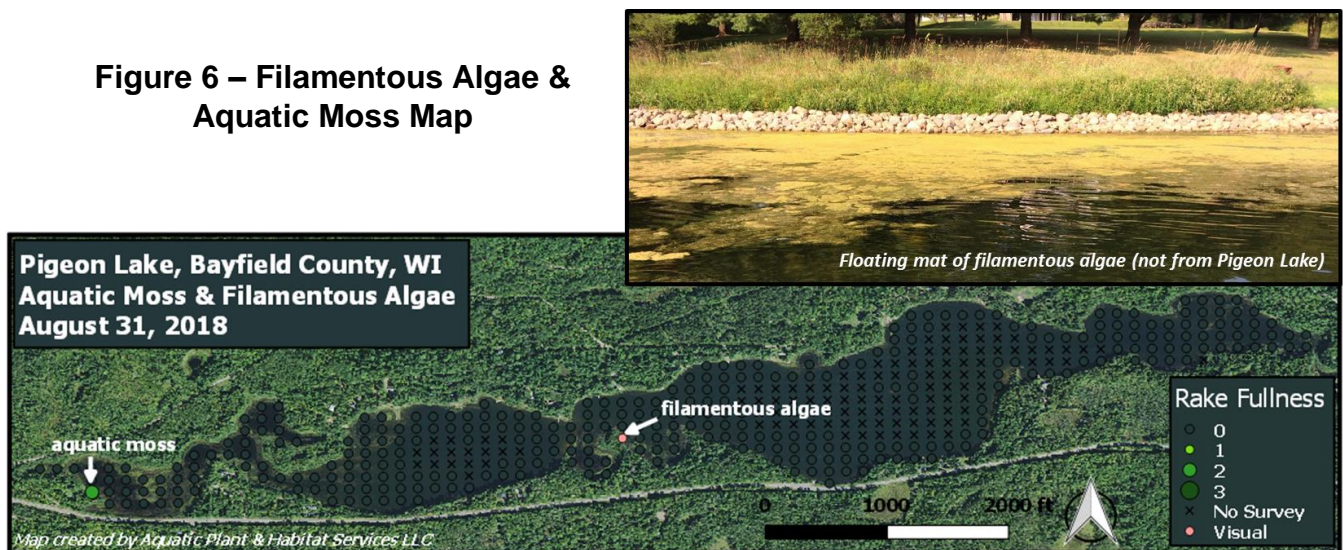 Figure 6 – Filamentous Algae &
Aquatic Moss Map
Floating mat of filamentous algae (not from Pigeon Lake)
Pigeon Lake, Bayfield County, WI
Aquatic Moss & Filamentous Algae
August 31, 2018
filamentous algae
aquatic moss
Rake Fullness
0
1
2
3
No Survey
Visual
0 1000 2000 ft
Map created by Aquatic Plant & Habitat Services LLC